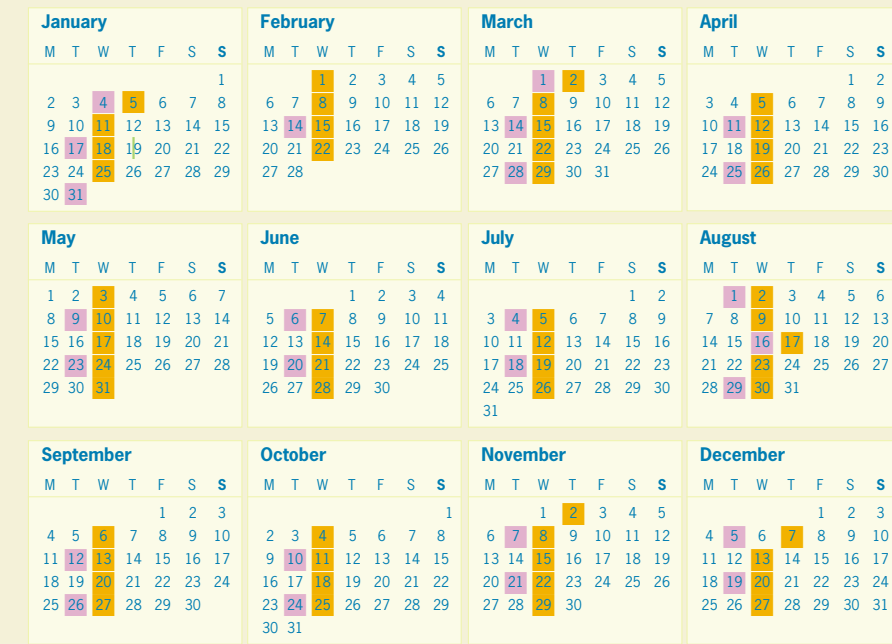 January
M T W T F S S
1
2 3 4 5 6 7 8
9 10 11 12 13 14 15
16 17 18 19 20 21 22
23 24 25 26 27 28 29
30 31
February
M T W T F S S
1 2 3 4 5
6 7 8 9 10 11 12
13 14 15 16 17 18 19
20 21 22 23 24 25 26
27 28
March
M T W T F S S
1 2 3 4 5
6 7 8 9 10 11 12
13 14 15 16 17 18 19
20 21 22 23 24 25 26
27 28 29 30 31
April
M T W T F S S
1 2
3 4 5 6 7 8 9
10 11 12 13 14 15 16
17 18 19 20 21 22 23
24 25 26 27 28 29 30
May
M T W T F S S
1 2 3 4 5 6 7
8 9 10 11 12 13 14
15 16 17 18 19 20 21
22 23 24 25 26 27 28
29 30 31
June
M T W T F S S
1 2 3 4
5 6 7 8 9 10 11
12 13 14 15 16 17 18
19 20 21 22 23 24 25
26 27 28 29 30
July
M T W T F S S
1 2
3 4 5 6 7 8 9
10 11 12 13 14 15 16
17 18 19 20 21 22 23
24 25 26 27 28 29 30
31
August
M T W T F S S
1 2 3 4 5 6
7 8 9 10 11 12 13
14 15 16 17 18 19 20
21 22 23 24 25 26 27
28 29 30 31
September
M T W T F S S
1 2 3
4 5 6 7 8 9 10
11 12 13 14 15 16 17
18 19 20 21 22 23 24
25 26 27 28 29 30
October
M T W T F S S
1
2 3 4 5 6 7 8
9 10 11 12 13 14 15
16 17 18 19 20 21 22
23 24 25 26 27 28 29
30 31
November
M T W T F S S
1 2 3 4 5
6 7 8 9 10 11 12
13 14 15 16 17 18 19
20 21 22 23 24 25 26
27 28 29 30
December
M T W T F S S
1 2 3
4 5 6 7 8 9 10
11 12 13 14 15 16 17
18 19 20 21 22 23 24
25 26 27 28 29 30 31